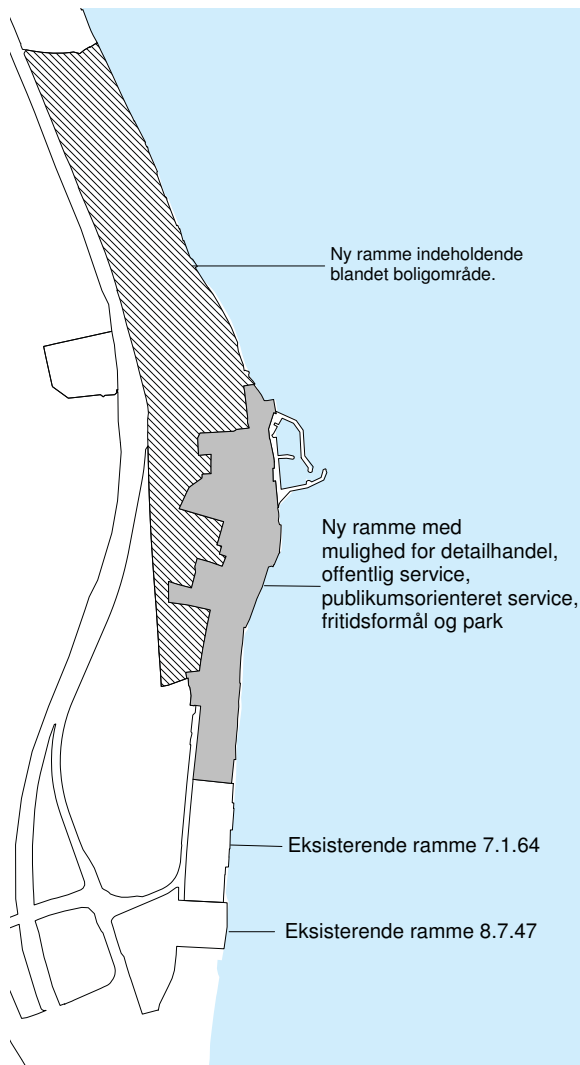 Ny ramme indeholdende
blandet boligområde.
Ny ramme med
mulighed for detailhandel,
offentlig service,
publikumsorienteret service,
fritidsformål og park
Eksisterende ramme 7.1.64
Eksisterende ramme 8.7.47